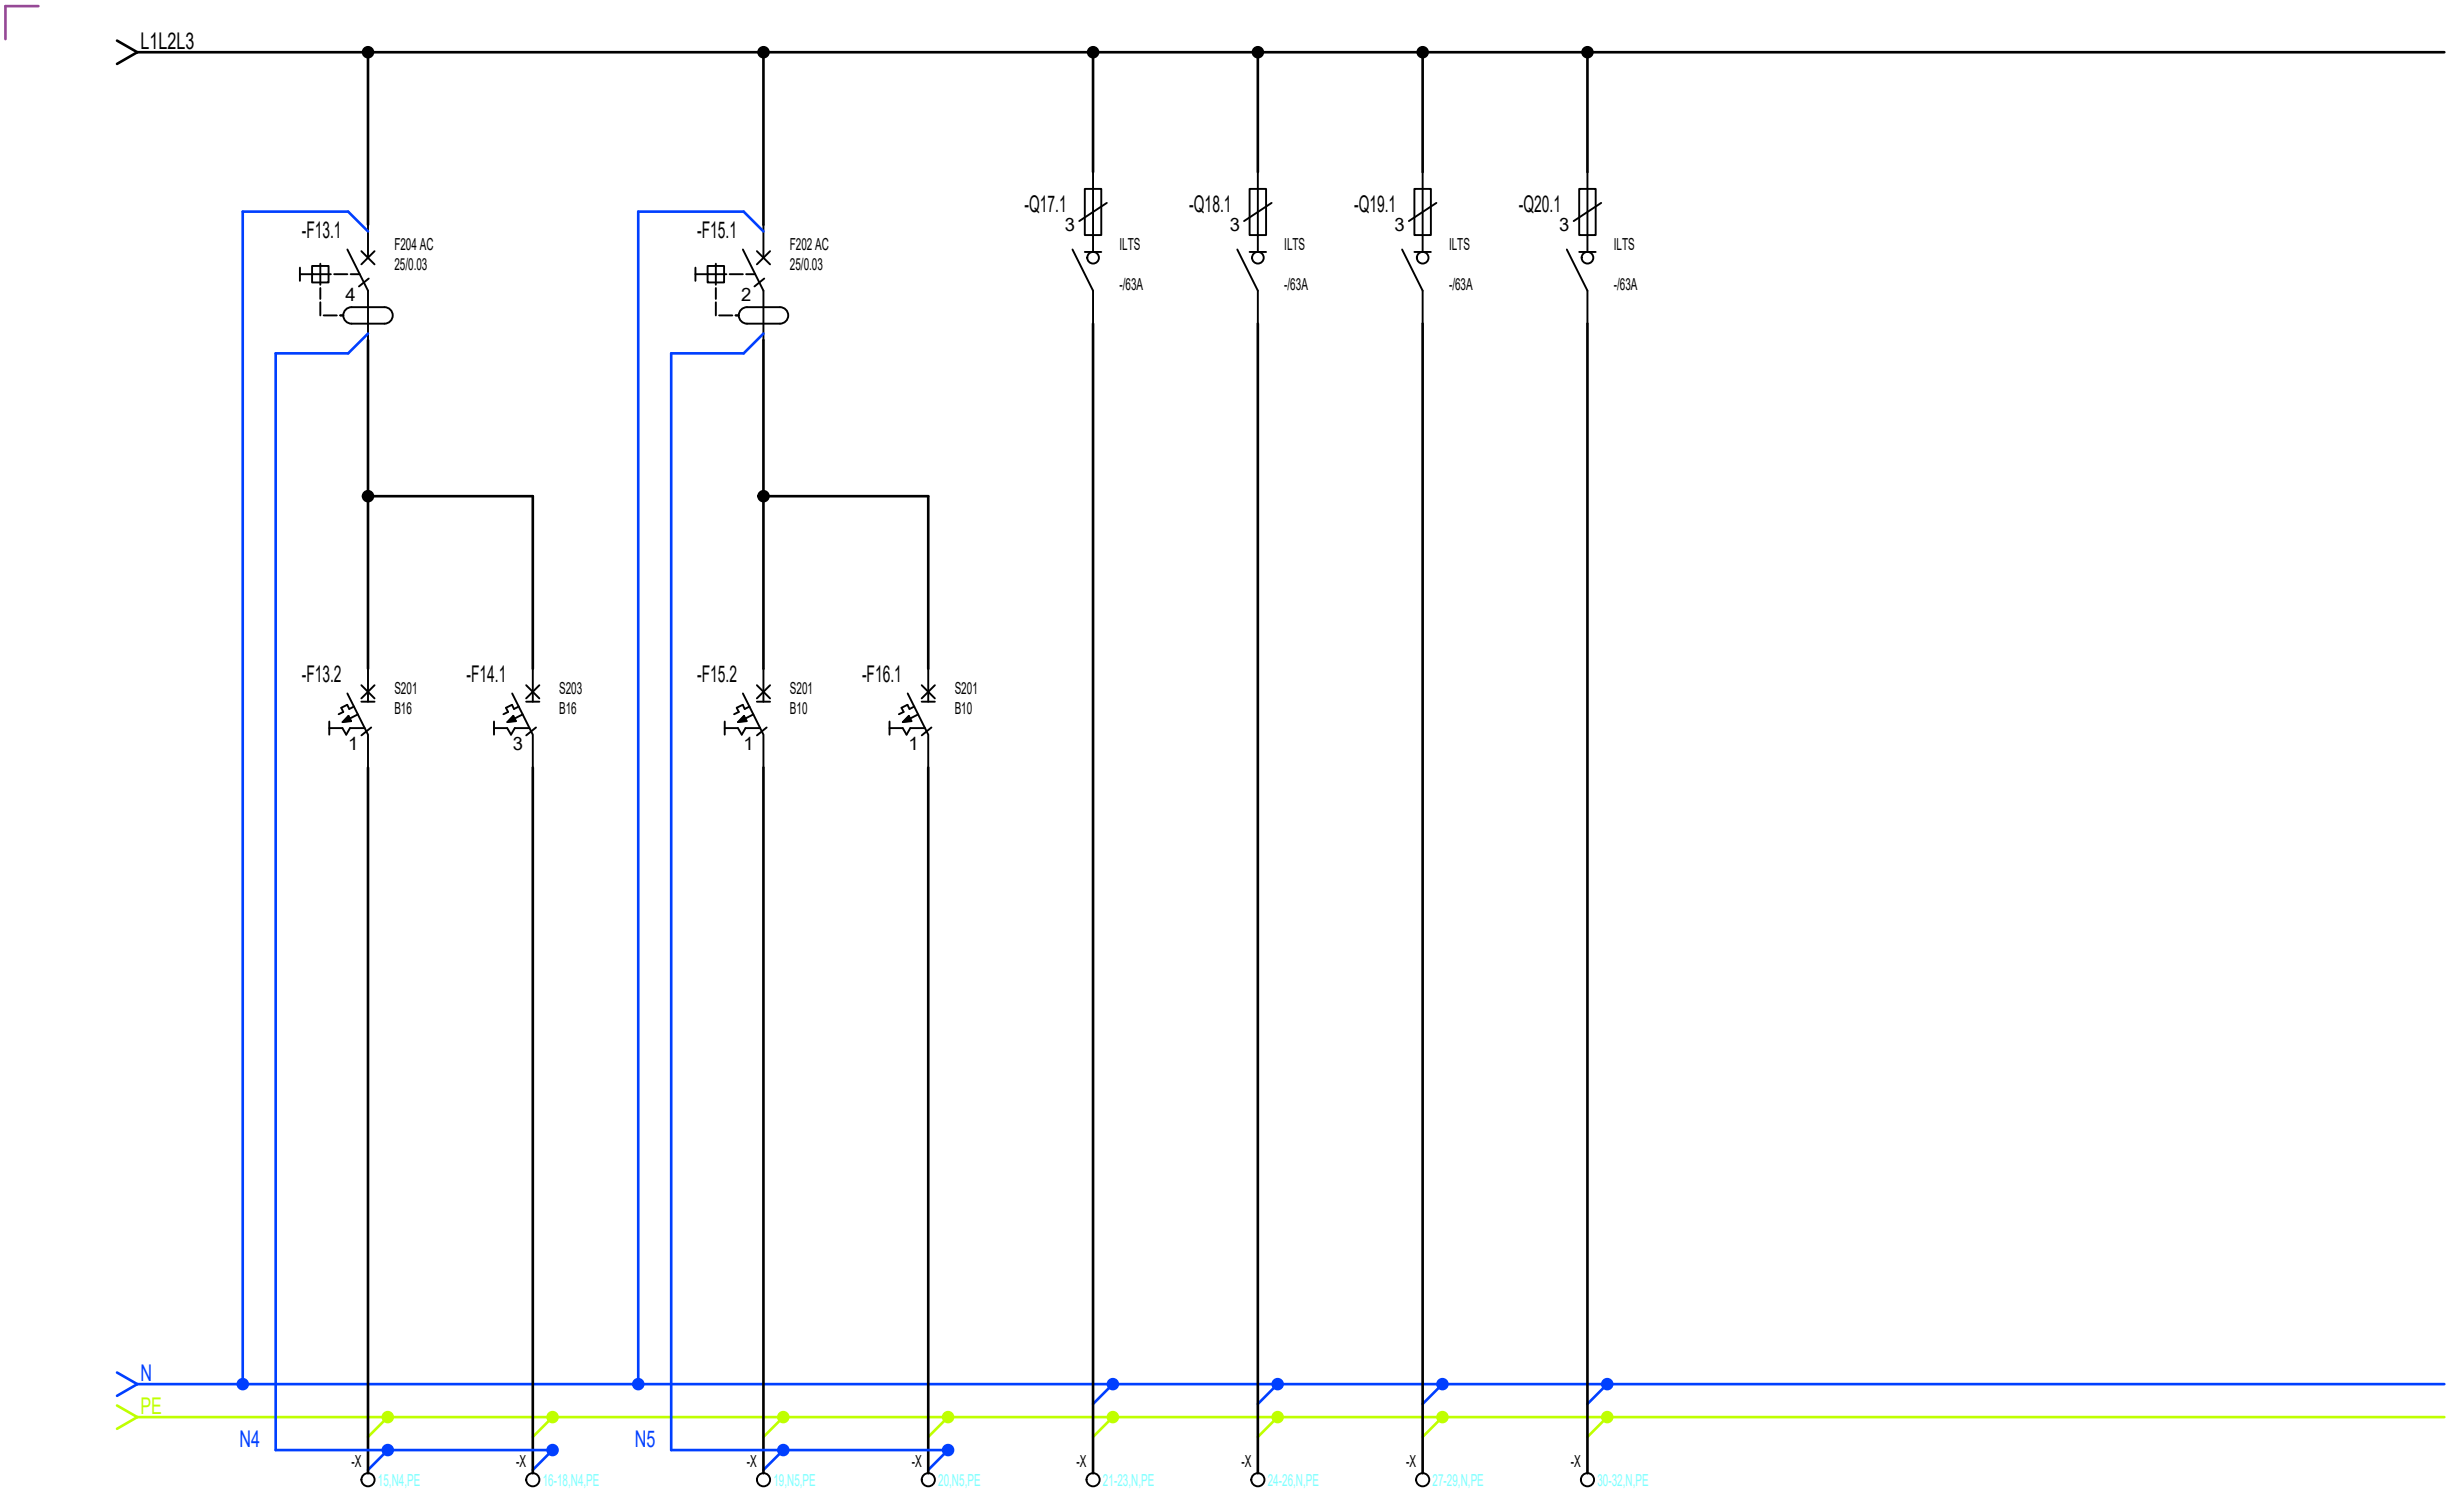 L1L2L3
-F13.1
F204 AC
25/0.03
4
-F15.1
F202 AC
25/0.03
2
-Q17.1
3
ILTS
-/63A
-Q18.1
3
ILTS
-/63A
-Q19.1
3
ILTS
-/63A
-Q20.1
3
ILTS
-/63A
-F13.2
S201
B16
1
-F14.1
S203
B16
3
-F15.2
S201
B10
1
-F16.1
S201
B10
1
N
PE
N4
N5
-X
15,N4,PE
-X
16-18,N4,PE
-X
19,N5,PE
-X
20,N5,PE
-X
21-23,N,PE
-X
24-26,N,PE
-X
27-29,N,PE
-X
30-32,N,PE